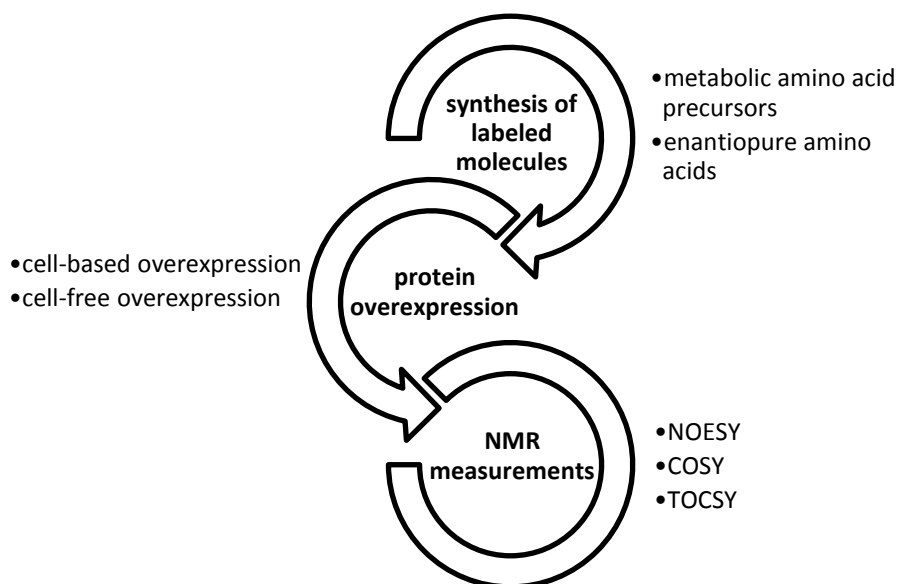 synthesis of
labeled
molecules
•metabolic amino acid
precursors
•enantiopure amino
acids
•cell-based overexpression
•cell-free overexpression
protein
overexpression
NMR
measurements
•NOESY
•COSY
•TOCSY